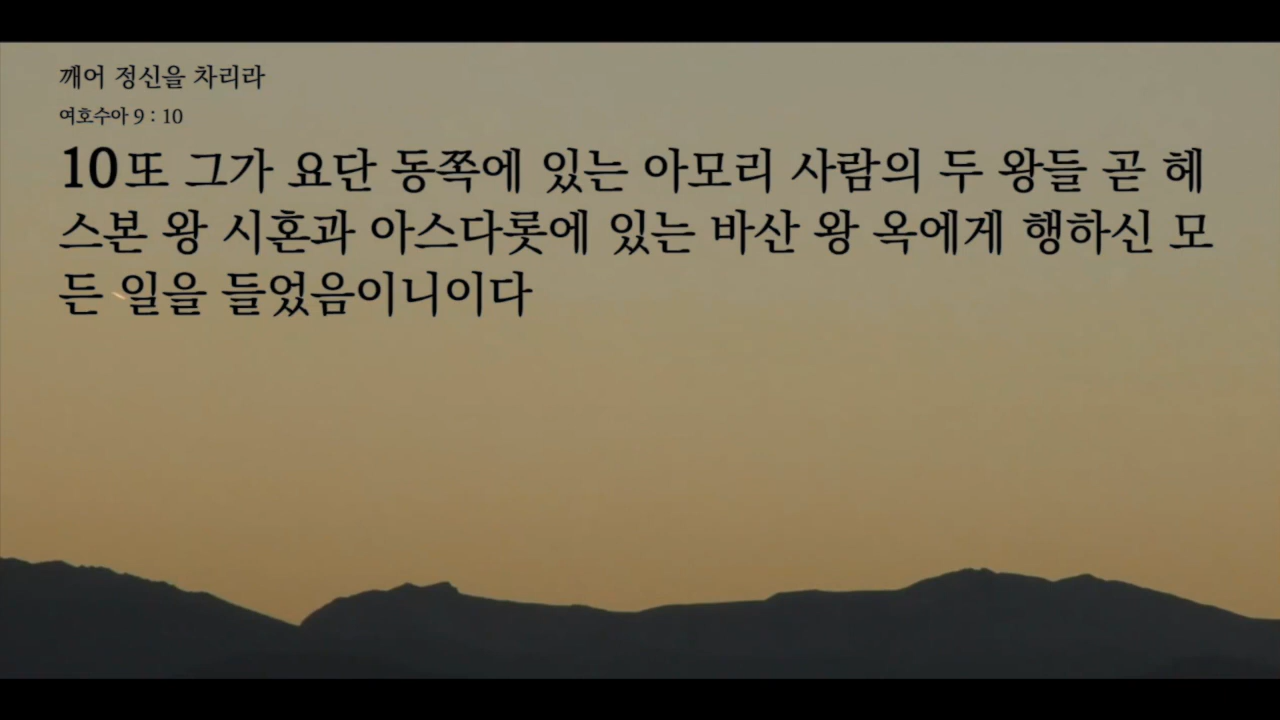 깨어 정신을 차리라
여호수아 9 : 10
10또 그가 요단 동쪽에 있는 아모리 사람의 두 왕들 곧 헤
스본 왕 시혼과 아스다롯에 있는 바산 왕 옥에게 행하신 모
든 일을 들었음이니이다